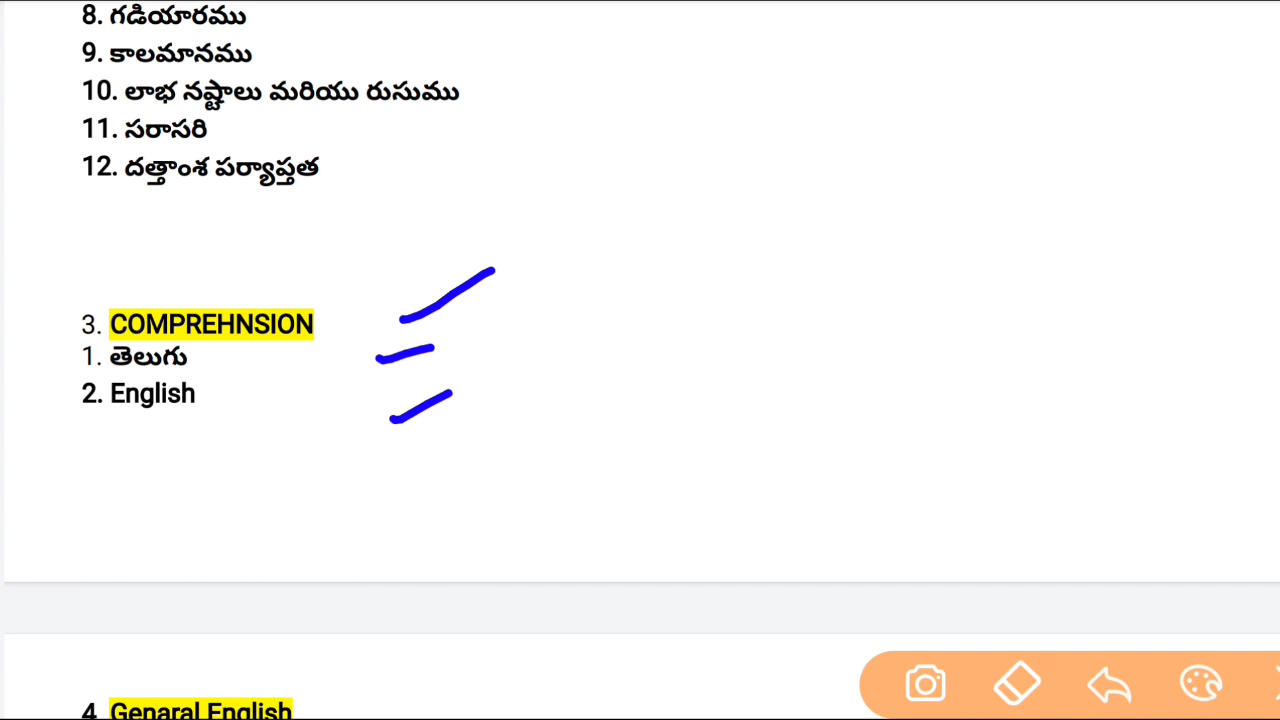 8. గడియారము
9. కాలమానము
10. లాభ నష్టాలు మరియు రుసుము
11. సరాసరి
12. దత్తాంశ పర్యాప్తత
3. COMPREHNSION
1. తెలుగు
2. English
4 Genaral English